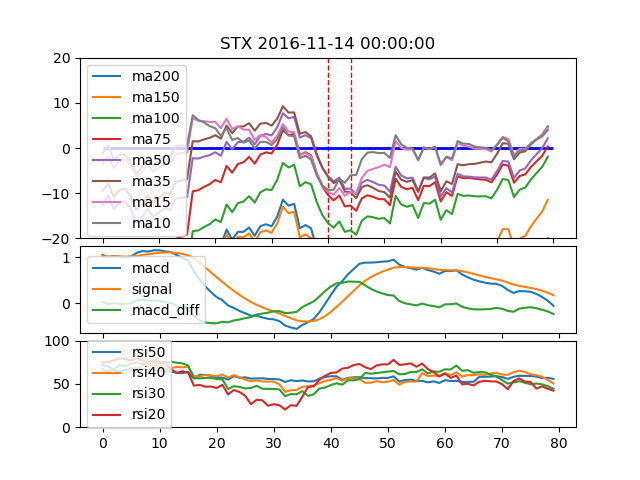 STX 2016-11-14 00:00:00
20
10
0
−10
−20
ma200
ma150
ma100
ma75
ma50
ma35
ma15
ma10
1
0
macd
signal
macd_diff
100
50
0
rsi50
rsi40
rsi30
rsi20
0 10 20 30 40 50 60 70 80